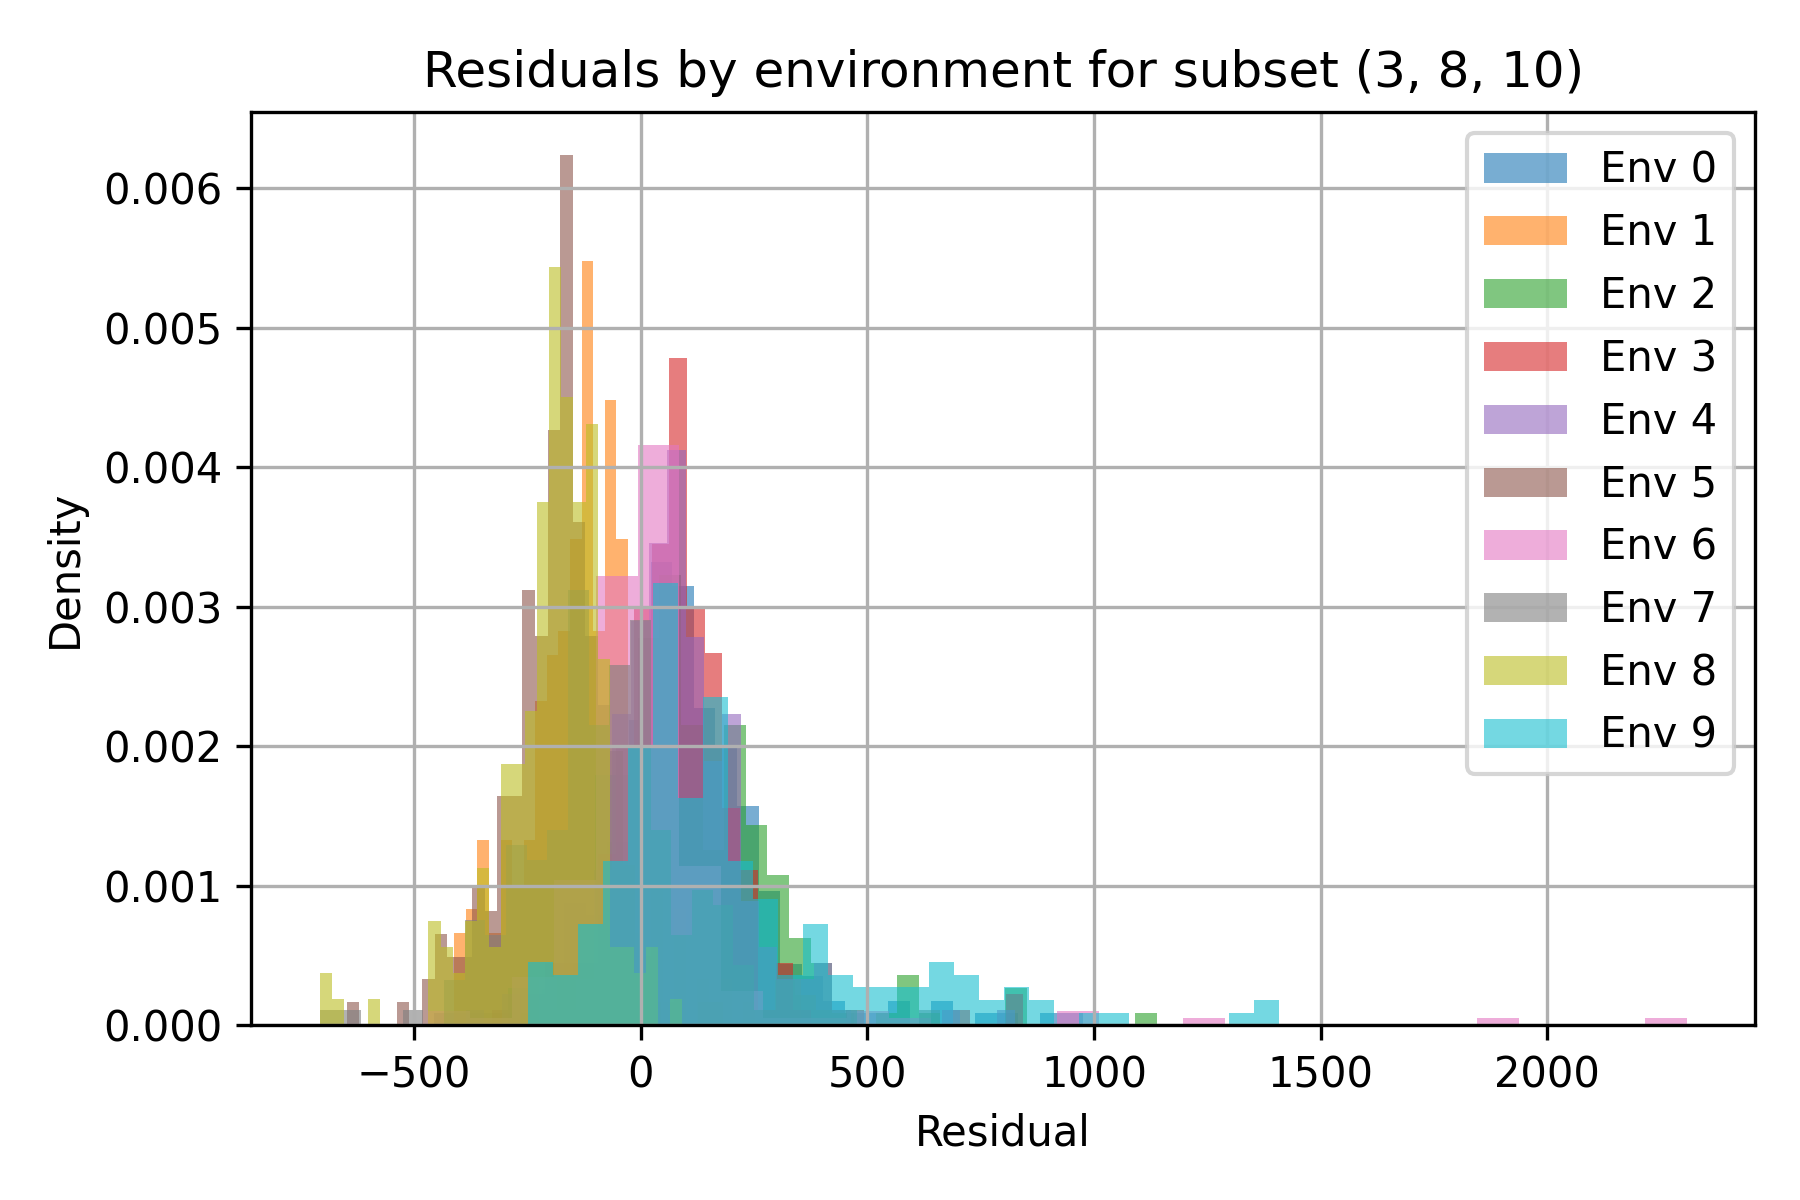 Residuals by environment for subset (3, 8, 10)
Density
0.006
0.005
0.004
0.003
0.002
0.001
0.000
−500
0
500
1000
1500
2000
Residual
Env 0
Env 1
Env 2
Env 3
Env 4
Env 5
Env 6
Env 7
Env 8
Env 9